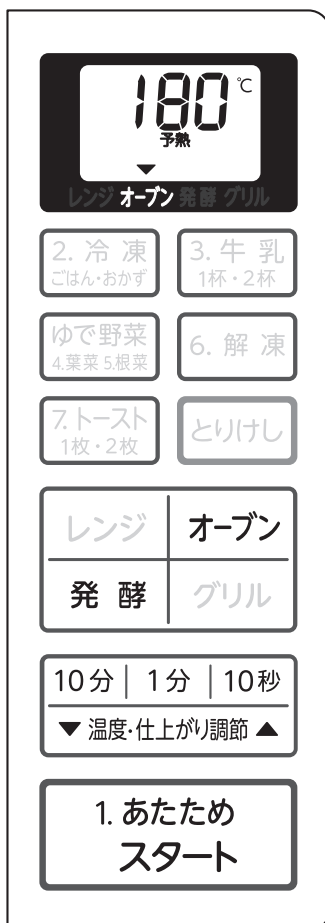 180℃
予熱
▼
レンジ オーブン 発酵 グリル
2. 冷凍
ごはん・おかず
3. 牛乳
1杯・2杯
ゆで野菜
4.葉菜 5.根菜
6. 解凍
7. トースト
1枚・2枚
とりけし
レンジ
オーブン
発酵
グリル
10分 | 1分 | 10秒
▼ 温度・仕上がり調節 ▲
1. あたため
スタート